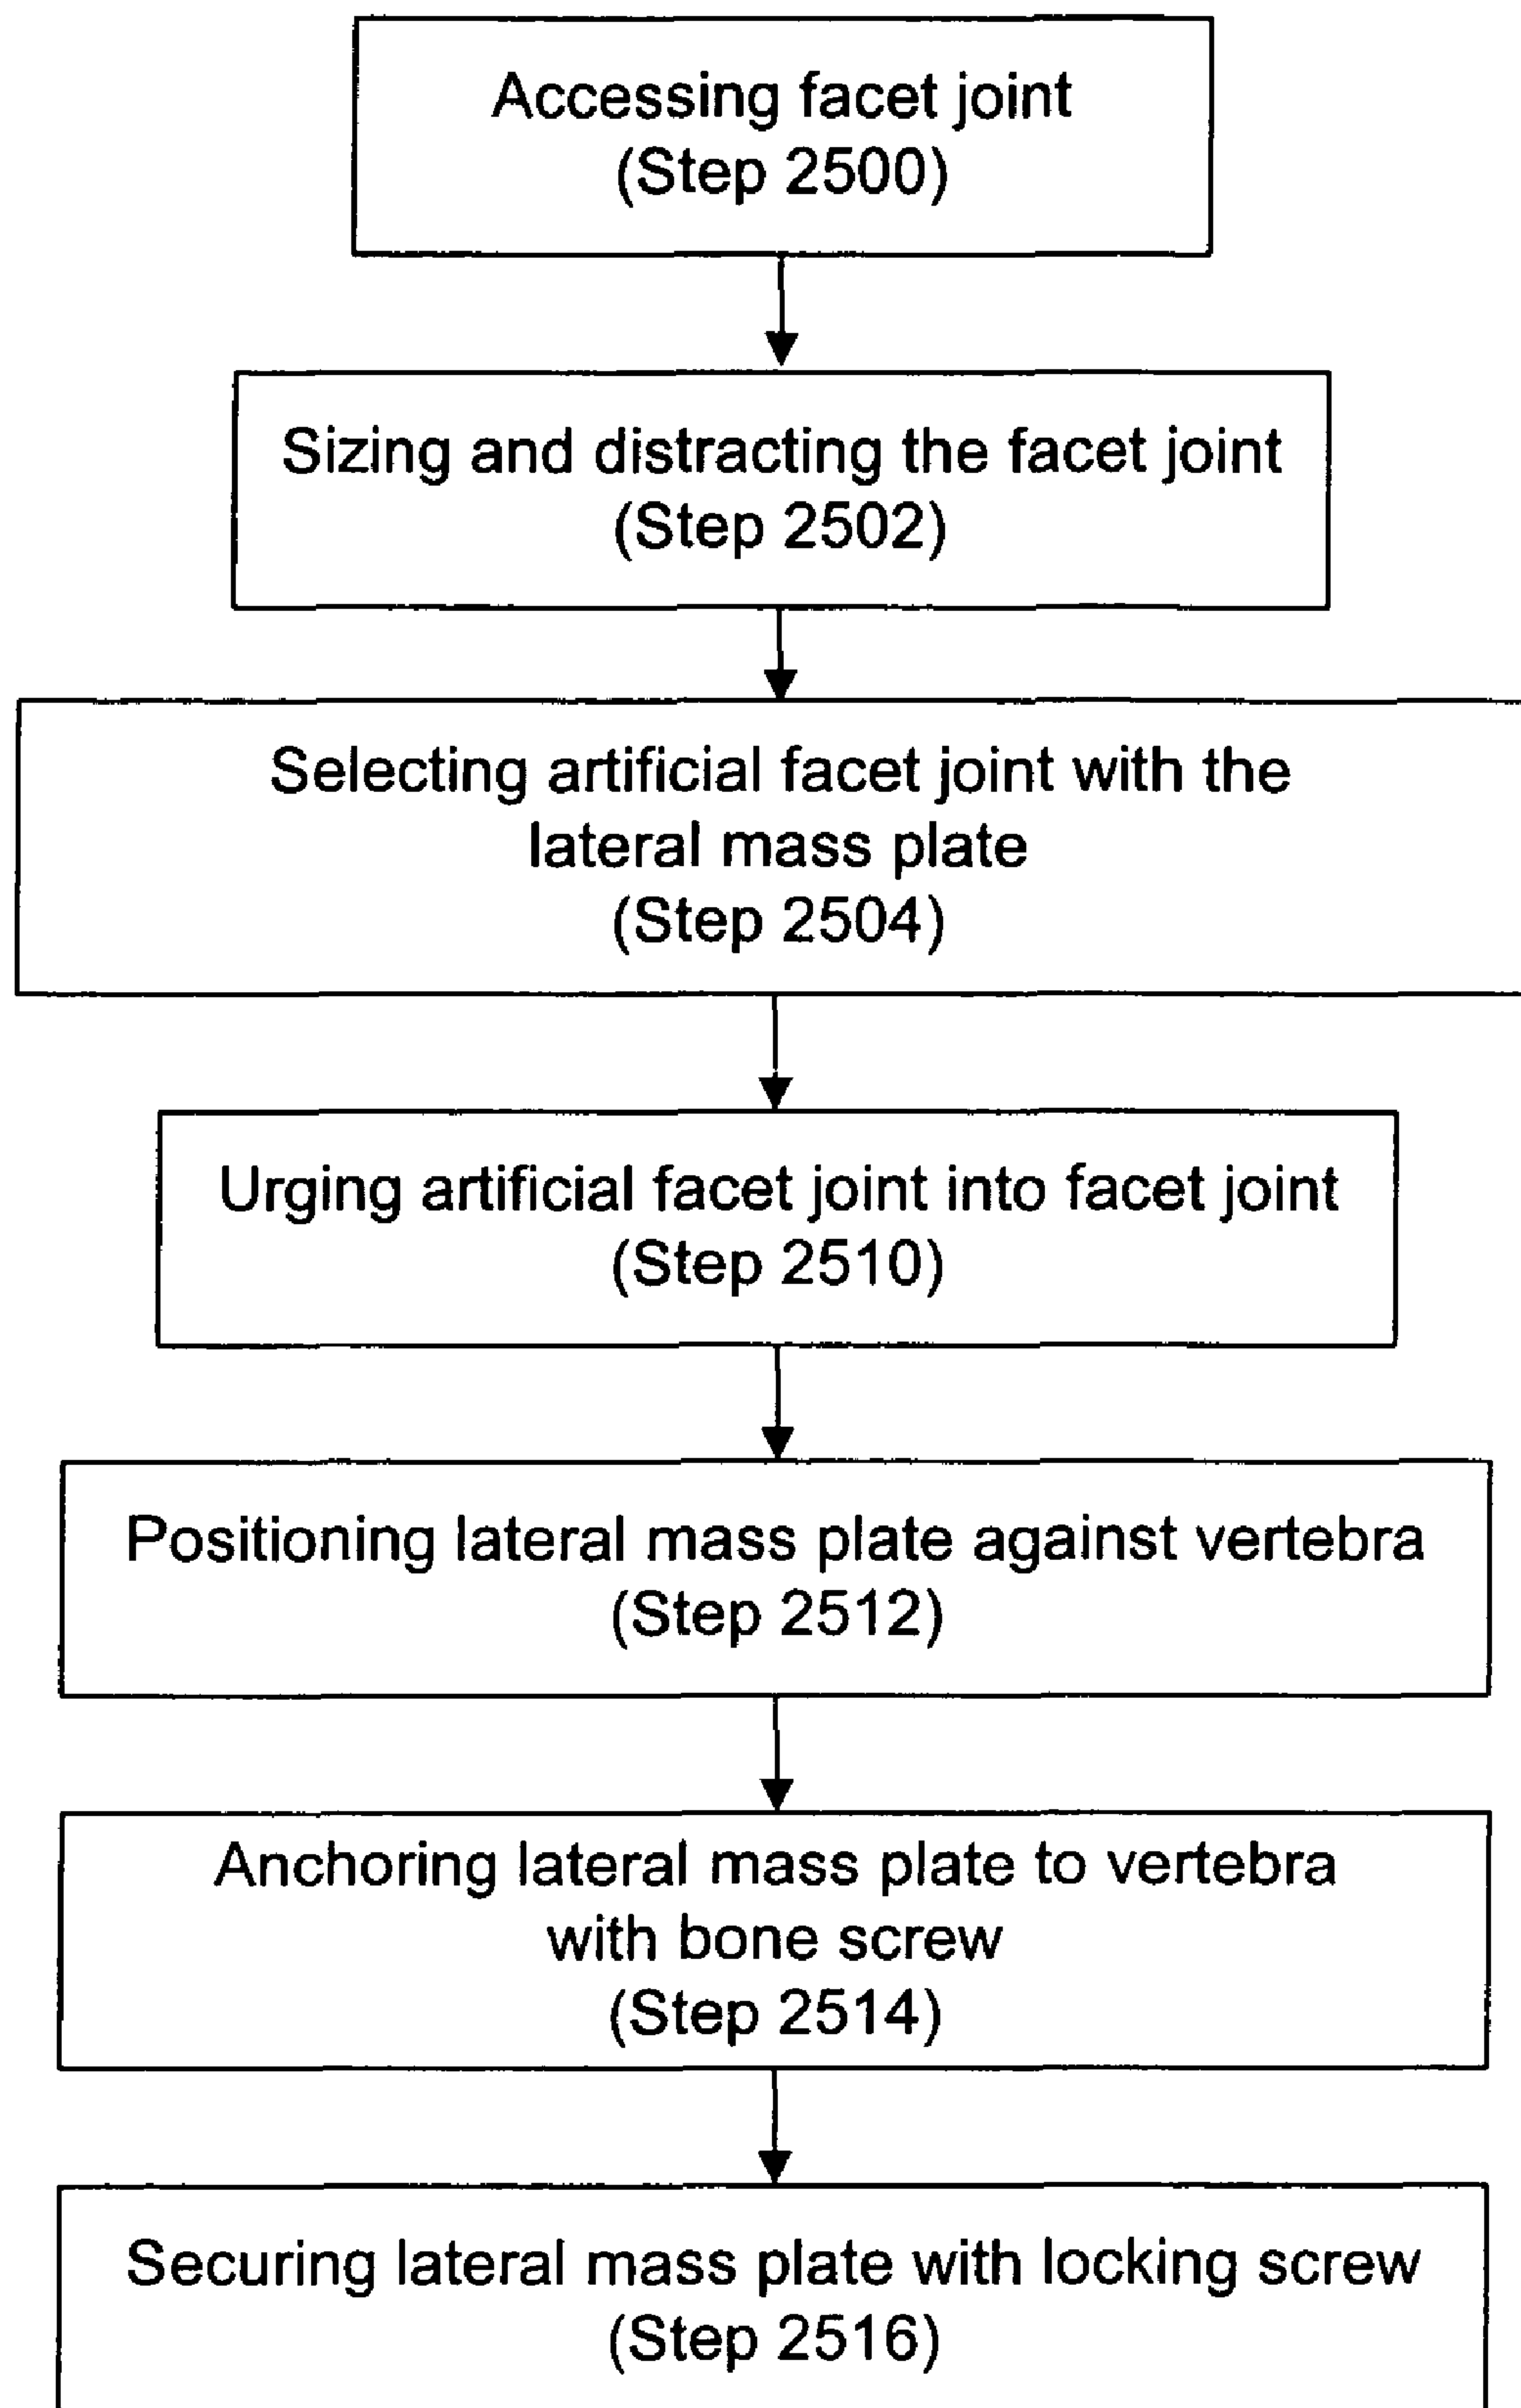 Accessing facet joint
(Step 2500)
Sizing and distracting the facet joint
(Step 2502)
Selecting artificial facet joint with the
lateral mass plate
(Step 2504)
Urging artificial facet joint into facet joint
(Step 2510)
Positioning lateral mass plate against vertebra
(Step 2512)
Anchoring lateral mass plate to vertebra
with bone screw
(Step 2514)
Securing lateral mass plate with locking screw
(Step 2516)